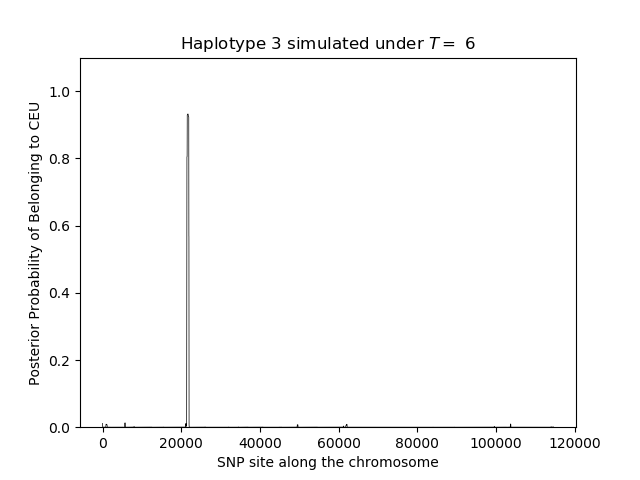 Haplotype 3 simulated under T = 6
Posterior Probability of Belonging to CEU
1.0
0.8
0.6
0.4
0.2
0.0
0 20000 40000 60000 80000 100000 120000
SNP site along the chromosome